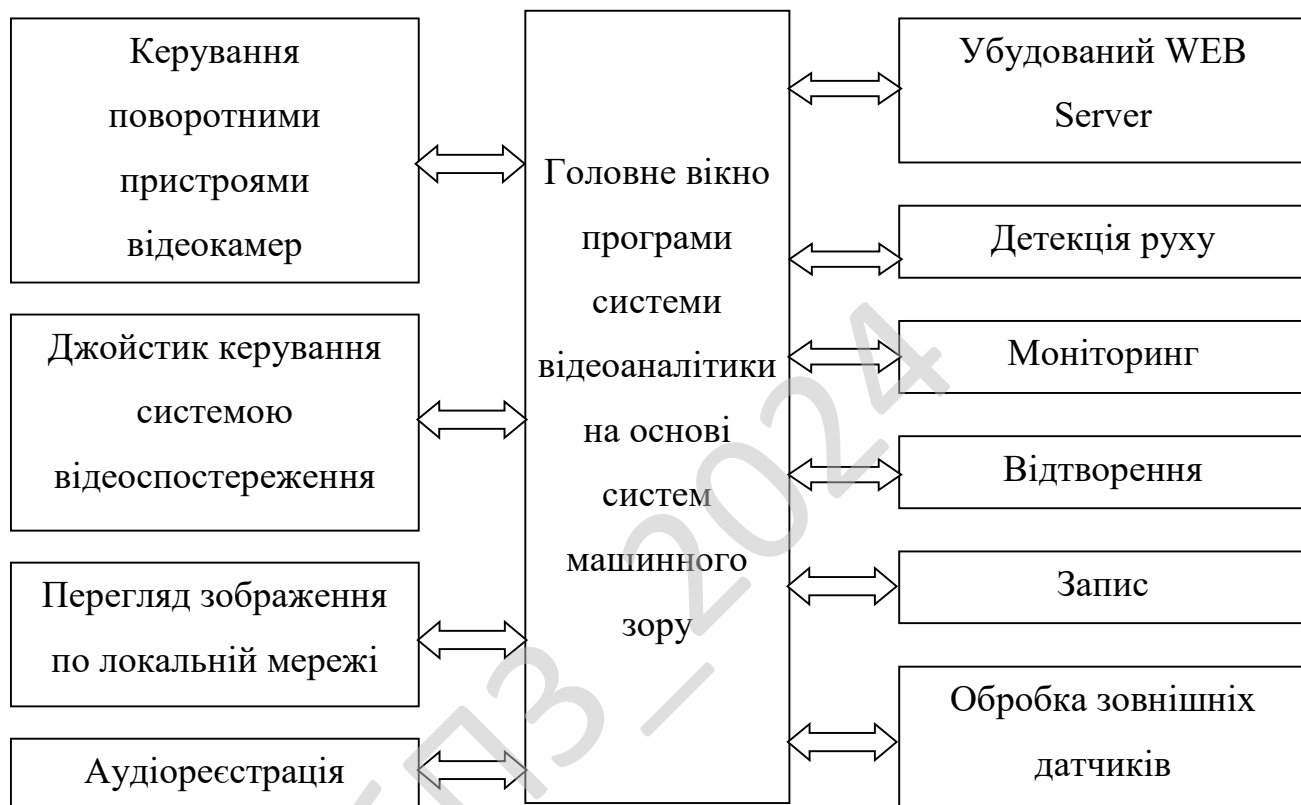 Керування
поворотними
пристроями
відеокамер
Джойстик керування
системою
відеоспостереження
Перегляд зображення
по локальній мережі
Аудіореєстрація
Головне вікно
програми
системи
відеоаналітики
на основі
систем
машинного
зору
Убудований WEB
Server
Детекція руху
Моніторинг
Відтворення
Запис
Обробка зовнішніх
датчиків
ПЗ_2024